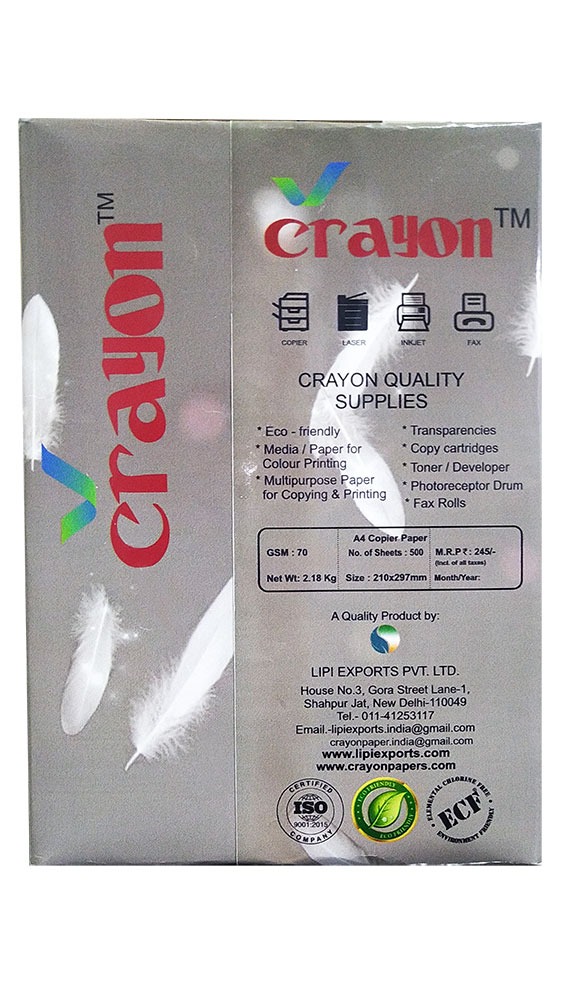 crayon™
crayon™
COPIER LASER INKJET FAX
CRAYON QUALITY
SUPPLIES
* Eco - friendly
* Media / Paper for
Colour Printing
* Multipurpose Paper
for Copying & Printing
* Transparencies
* Copy cartridges
* Toner / Developer
* Photoreceptor Drum
* Fax Rolls
A4 Copier Paper
GSM : 70 No. of Sheets : 500 M.R.P ₹ : 245/-
(Incl. of all taxes)
Net Wt: 2.18 Kg Size : 210x297mm Month/Year:
A Quality Product by:
LIPI EXPORTS PVT. LTD.
House No.3, Gora Street Lane-1,
Shahpur Jat, New Delhi-110049
Tel.- 011-41253117
Email.-lipiexports.india@gmail.com
crayonpaper.india@gmail.com
www.lipiexports.com
www.crayonpapers.com
CERTIFIED
ISO
9001:2015
COMPANY
ECO FRIENDLY
ECO FRIENDLY
ELEMENTAL CHLORINE FREE
ECF
ENVIRONMENT FRIENDLY